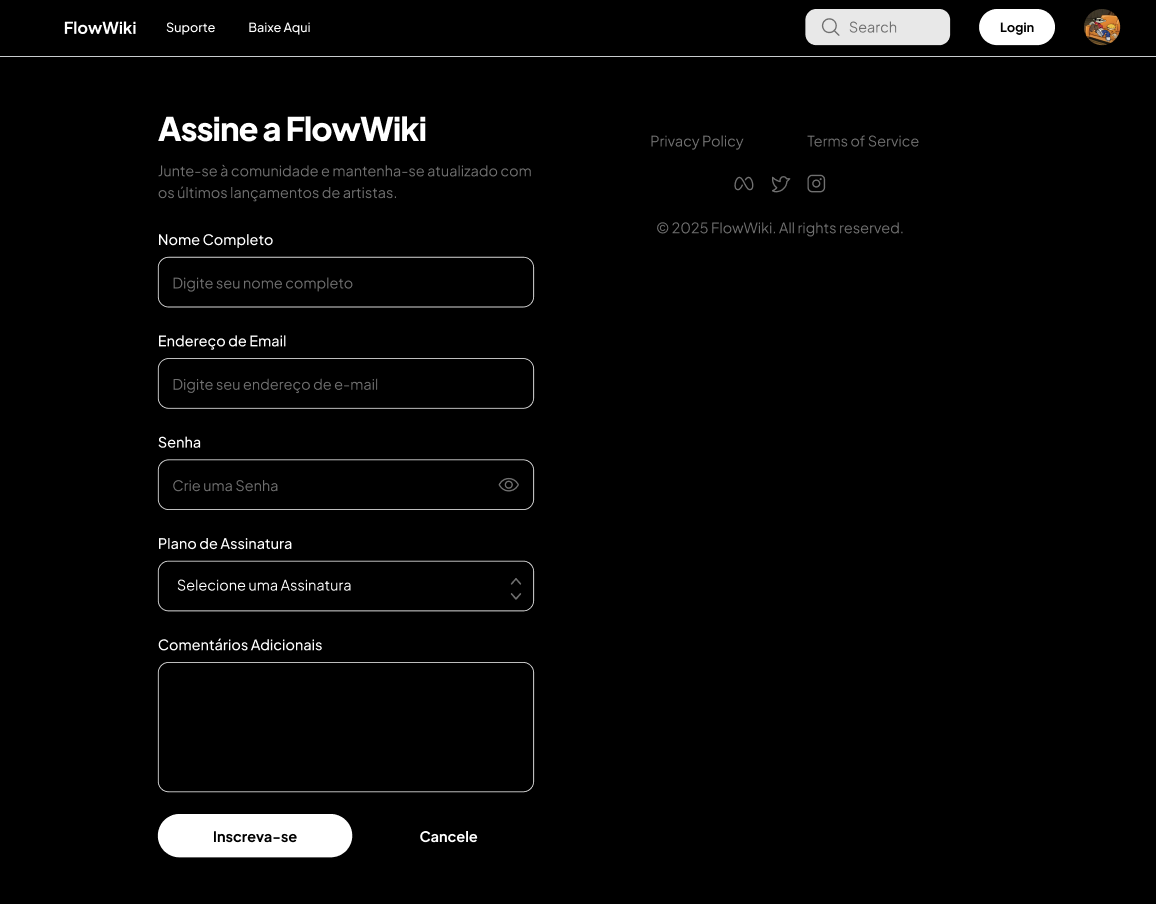 FlowWiki Suporte Baixe Aqui Search Login
Assine a FlowWiki
Junte-se à comunidade e mantenha-se atualizado com
os últimos lançamentos de artistas.
Nome Completo
Digite seu nome completo
Endereço de Email
Digite seu endereço de e-mail
Senha
Crie uma Senha
Plano de Assinatura
Selecione uma Assinatura
Comentários Adicionais
Inscreva-se Cancele
Privacy Policy Terms of Service
© 2025 FlowWiki. All rights reserved.